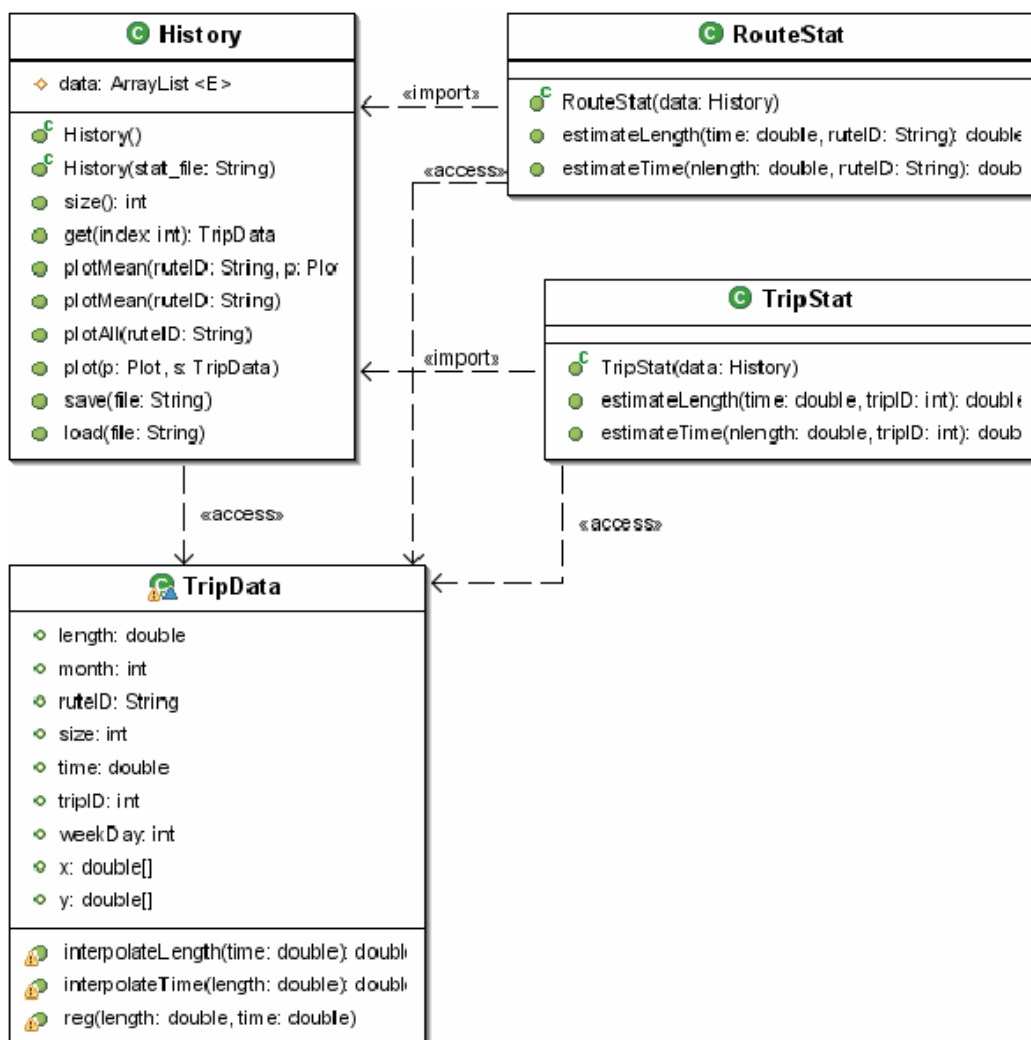 History
data: ArrayList <E>
History()
History(stat_file: String)
size(): int
get(index: int): TripData
plotMean(ruteID: String, p: Plo
plotMean(ruteID: String)
plotAll(ruteID: String)
plot(p: Plot, s: TripData)
save(file: String)
load(file: String)
«import»
«access»
RouteStat
RouteStat(data: History)
estimateLength(time: double, ruteID: String): double
estimateTime(nlength: double, ruteID: String): doub
«import»
TripStat
TripStat(data: History)
estimateLength(time: double, tripID: int): double
estimateTime(nlength: double, tripID: int): doub
«access»
«access»
TripData
length: double
month: int
ruteID: String
size: int
time: double
tripID: int
weekDay: int
x: double[]
y: double[]
interpolateLength(time: double): doubl
interpolateTime(length: double): doubl
reg(length: double, time: double)